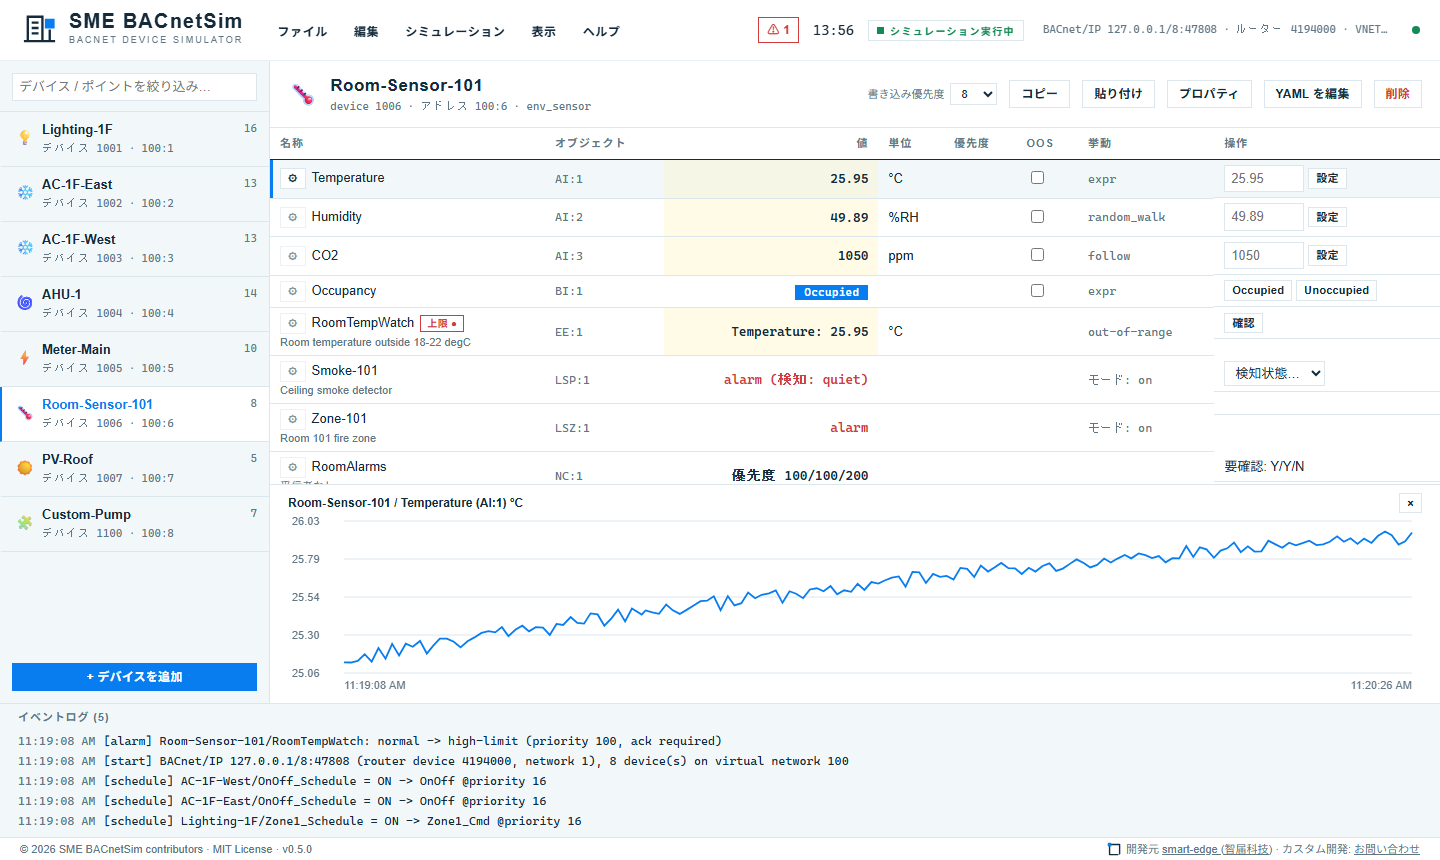 SME BACnetSim
BACNET DEVICE SIMULATOR
ファイル 編集 シミュレーション 表示 ヘルプ
1 13:56 シミュレーション実行中 BACnet/IP 127.0.0.1/8:47808 · ルーター 4194000 · VNET…
デバイス / ポイントを絞り込み…
Lighting-1F 16
デバイス 1001 · 100:1
AC-1F-East 13
デバイス 1002 · 100:2
AC-1F-West 13
デバイス 1003 · 100:3
AHU-1 14
デバイス 1004 · 100:4
Meter-Main 10
デバイス 1005 · 100:5
Room-Sensor-101 8
デバイス 1006 · 100:6
PV-Roof 5
デバイス 1007 · 100:7
Custom-Pump 7
デバイス 1100 · 100:8
+ デバイスを追加
Room-Sensor-101
device 1006 · アドレス 100:6 · env_sensor
書き込み優先度 8 コピー 貼り付け プロパティ YAML を編集 削除
名称 オブジェクト 値 単位 優先度 OOS 挙動 操作
Temperature AI:1 25.95 °C expr 25.95 設定
Humidity AI:2 49.89 %RH random_walk 49.89 設定
CO2 AI:3 1050 ppm follow 1050 設定
Occupancy BI:1 Occupied expr Occupied Unoccupied
RoomTempWatch 上限 ● EE:1 Temperature: 25.95 °C out-of-range 確認
Room temperature outside 18-22 degC
Smoke-101 LSP:1 alarm (検知: quiet) モード: on 検知状態…
Ceiling smoke detector
Zone-101 LSZ:1 alarm モード: on
Room 101 fire zone
RoomAlarms NC:1 優先度 100/100/200 要確認: Y/Y/N
Room-Sensor-101 / Temperature (AI:1) °C ×
26.03
25.79
25.54
25.30
25.06
11:19:08 AM 11:20:26 AM
イベントログ (5)
11:19:08 AM [alarm] Room-Sensor-101/RoomTempWatch: normal -> high-limit (priority 100, ack required)
11:19:08 AM [start] BACnet/IP 127.0.0.1/8:47808 (router device 4194000, network 1), 8 device(s) on virtual network 100
11:19:08 AM [schedule] AC-1F-West/OnOff_Schedule = ON -> OnOff @priority 16
11:19:08 AM [schedule] AC-1F-East/OnOff_Schedule = ON -> OnOff @priority 16
11:19:08 AM [schedule] Lighting-1F/Zone1_Schedule = ON -> Zone1_Cmd @priority 16
© 2026 SME BACnetSim contributors · MIT License · v0.5.0 開発元 smart-edge (智届科技) · カスタム開発: お問い合わせ